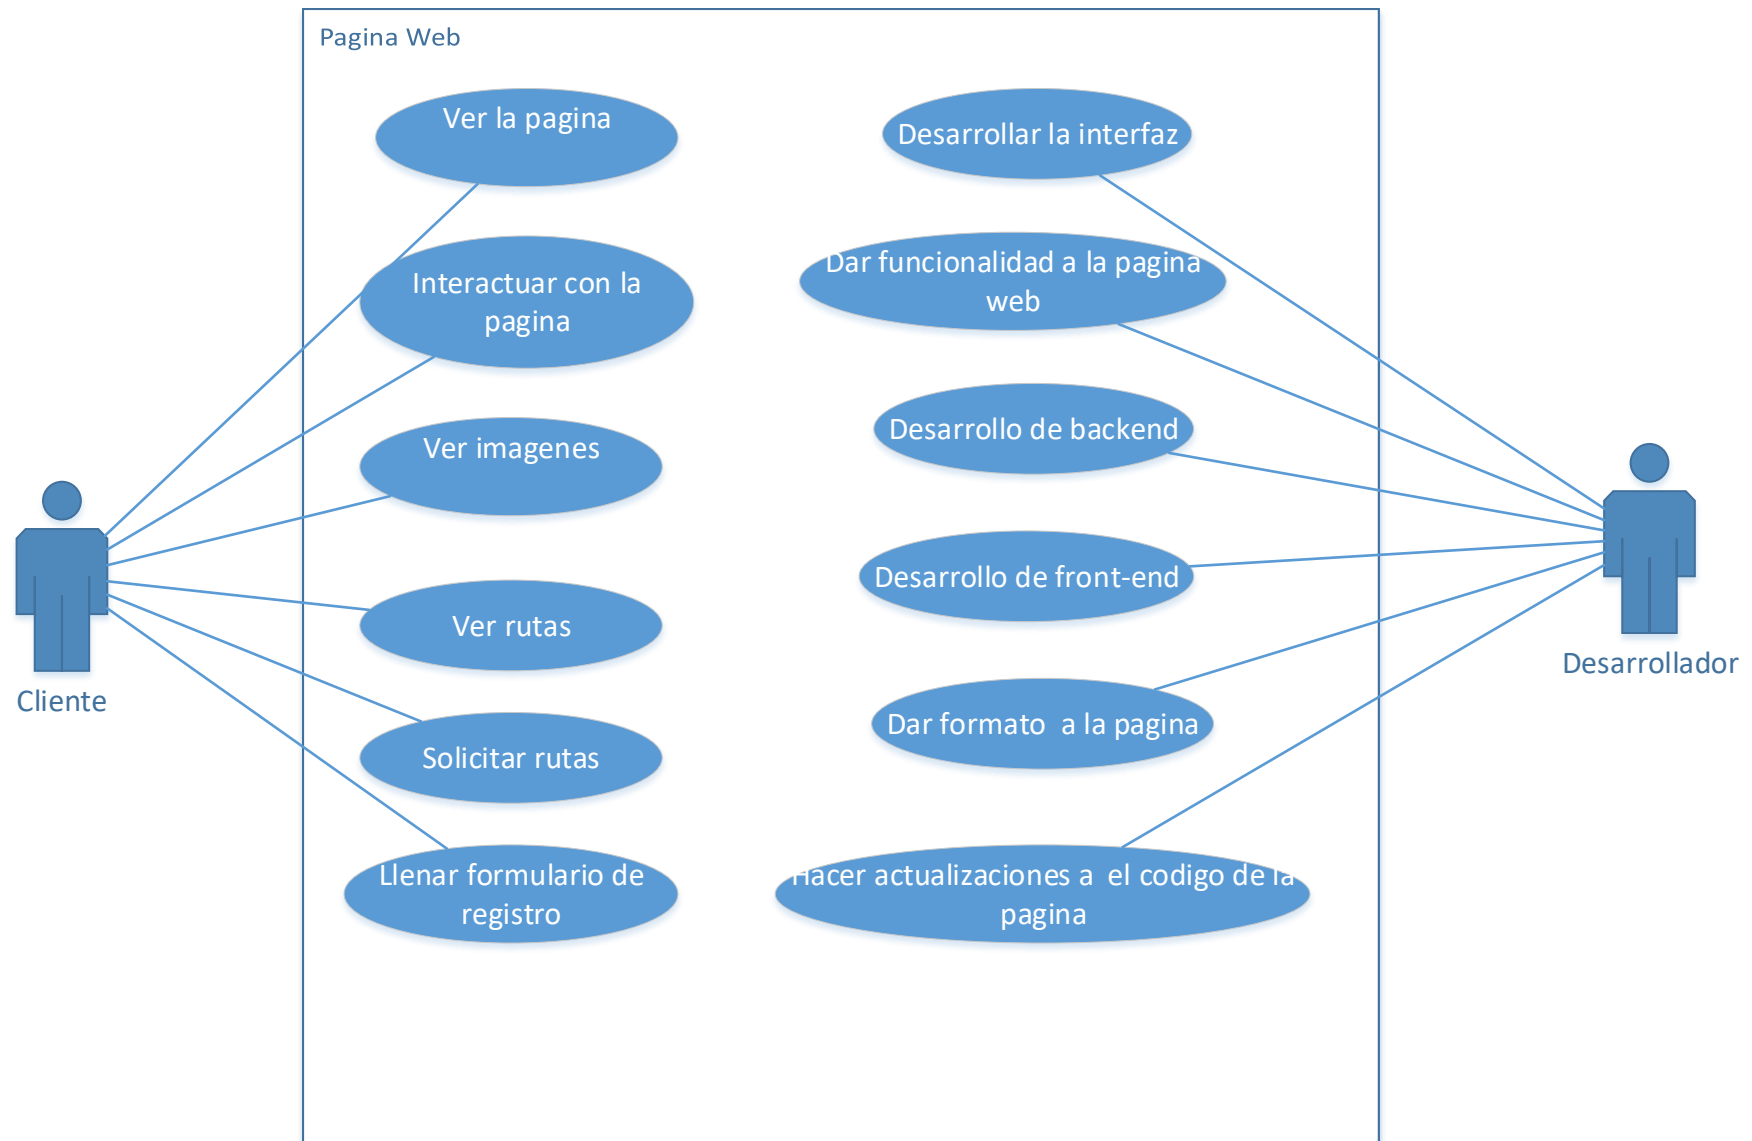 Pagina Web
Ver la pagina
Interactuar con la
pagina
Ver imagenes
Ver rutas
Solicitar rutas
Llenar formulario de
registro
Desarrollar la interfaz
Dar funcionalidad a la pagina
web
Desarrollo de backend
Desarrollo de front-end
Dar formato  a la pagina
Hacer actualizaciones a  el codigo de la
pagina
Cliente
Desarrollador